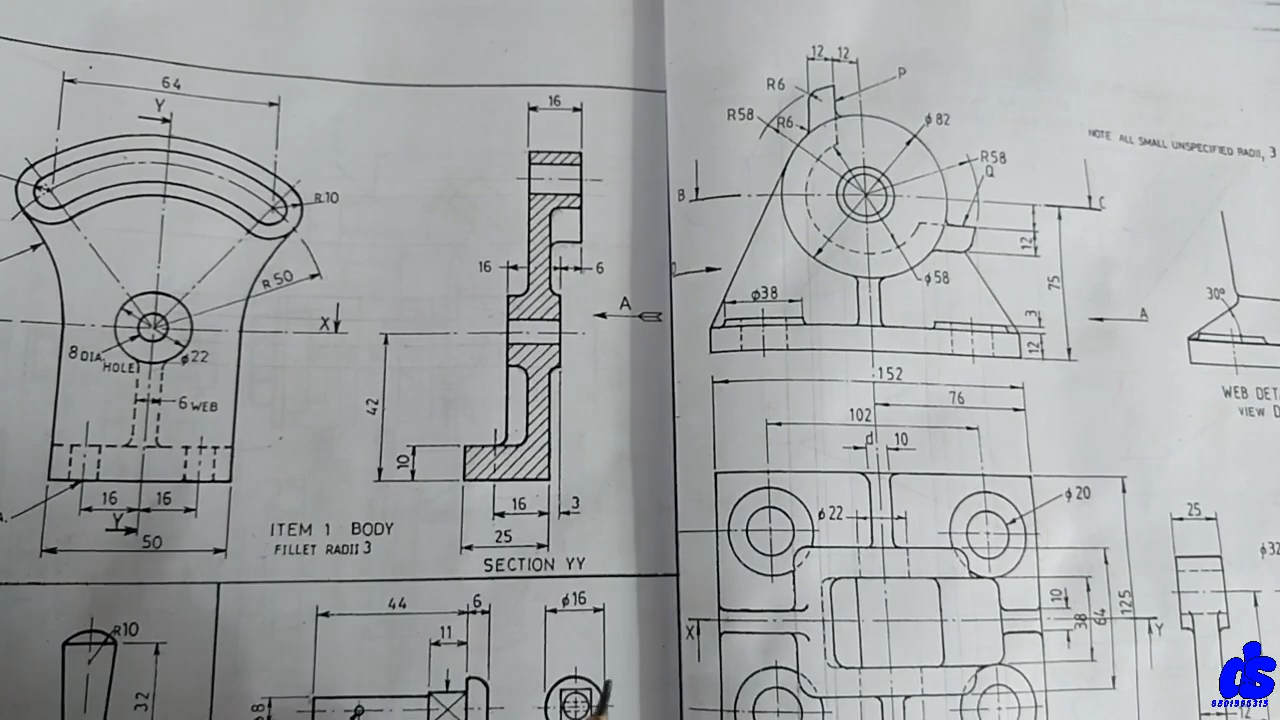 64
Y
R10
R50
X
8 DIA.
HOLE
φ22
6 WEB
16 16
Y
50
ITEM 1 BODY
FILLET RADII 3
16
16
6
A
42
10
16
3
25
SECTION YY
R10
32
44
6
φ16
11
12 12
R6
P
R58
R6
φ82
R58
Q
B
C
NOTE ALL SMALL UNSPECIFIED RADII, 3
12
75
φ58
φ38
3
12
A
30°
152
76
WEB DET
VIEW D
102
d
10
φ20
φ22
10
38
64
125
X
Y
25
φ32
12